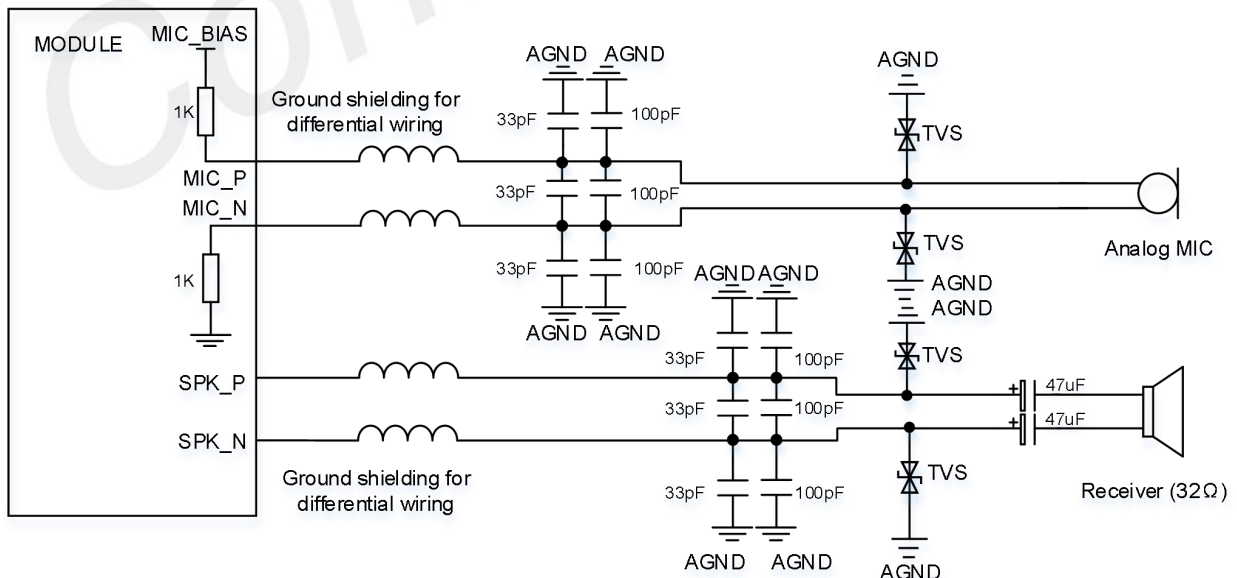 Con
MODULE
MIC_BIAS
1K
MIC_P
MIC_N
1K
SPK_P
SPK_N
Ground shielding for
differential wiring
AGND AGND
33pF 100pF
33pF 100pF
33pF 100pF
AGND AGND
AGND
TVS
TVS
AGND
Analog MIC
Ground shielding for
differential wiring
AGND AGND
33pF 100pF
33pF 100pF
33pF 100pF
AGND AGND
AGND
TVS
47uF
47uF
TVS
AGND
Receiver (32Ω)